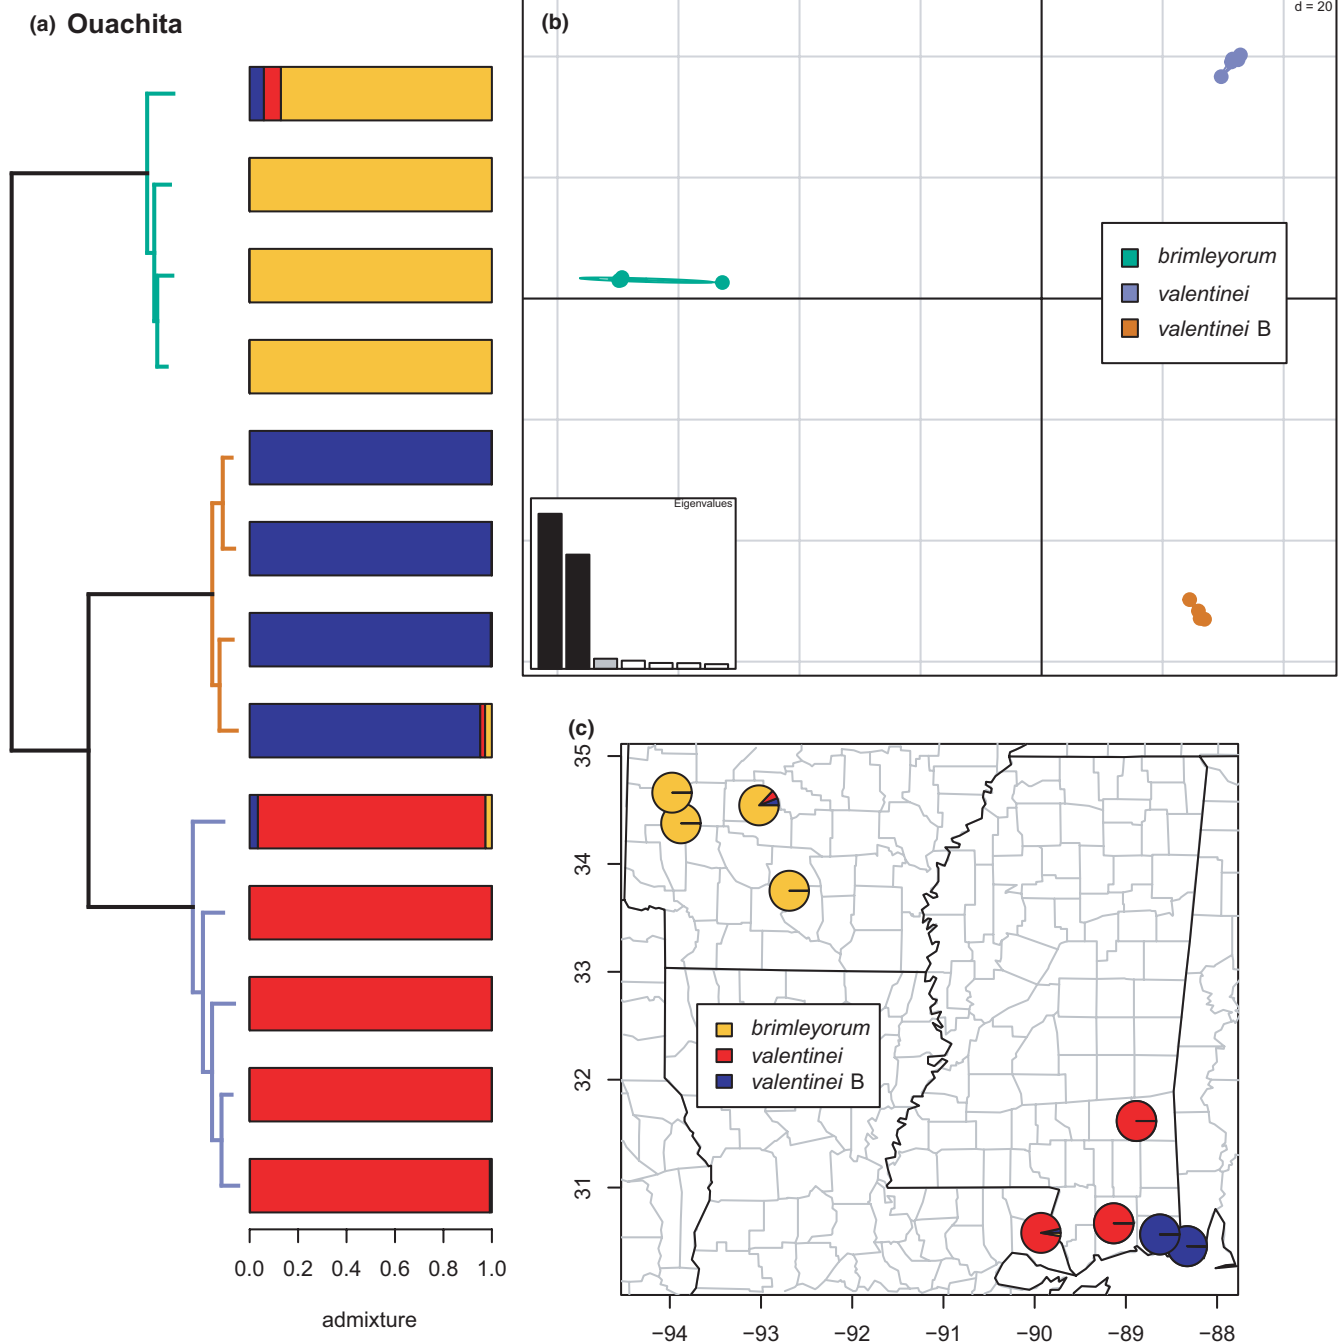 (a) Ouachita
0.0 0.2 0.4 0.6 0.8 1.0
admixture
(b)
d = 20
brimleyorum
valentinei
valentinei B
Eigenvalues
(c)
35
34
33
32
31
brimleyorum
valentinei
valentinei B
−94 −93 −92 −91 −90 −89 −88